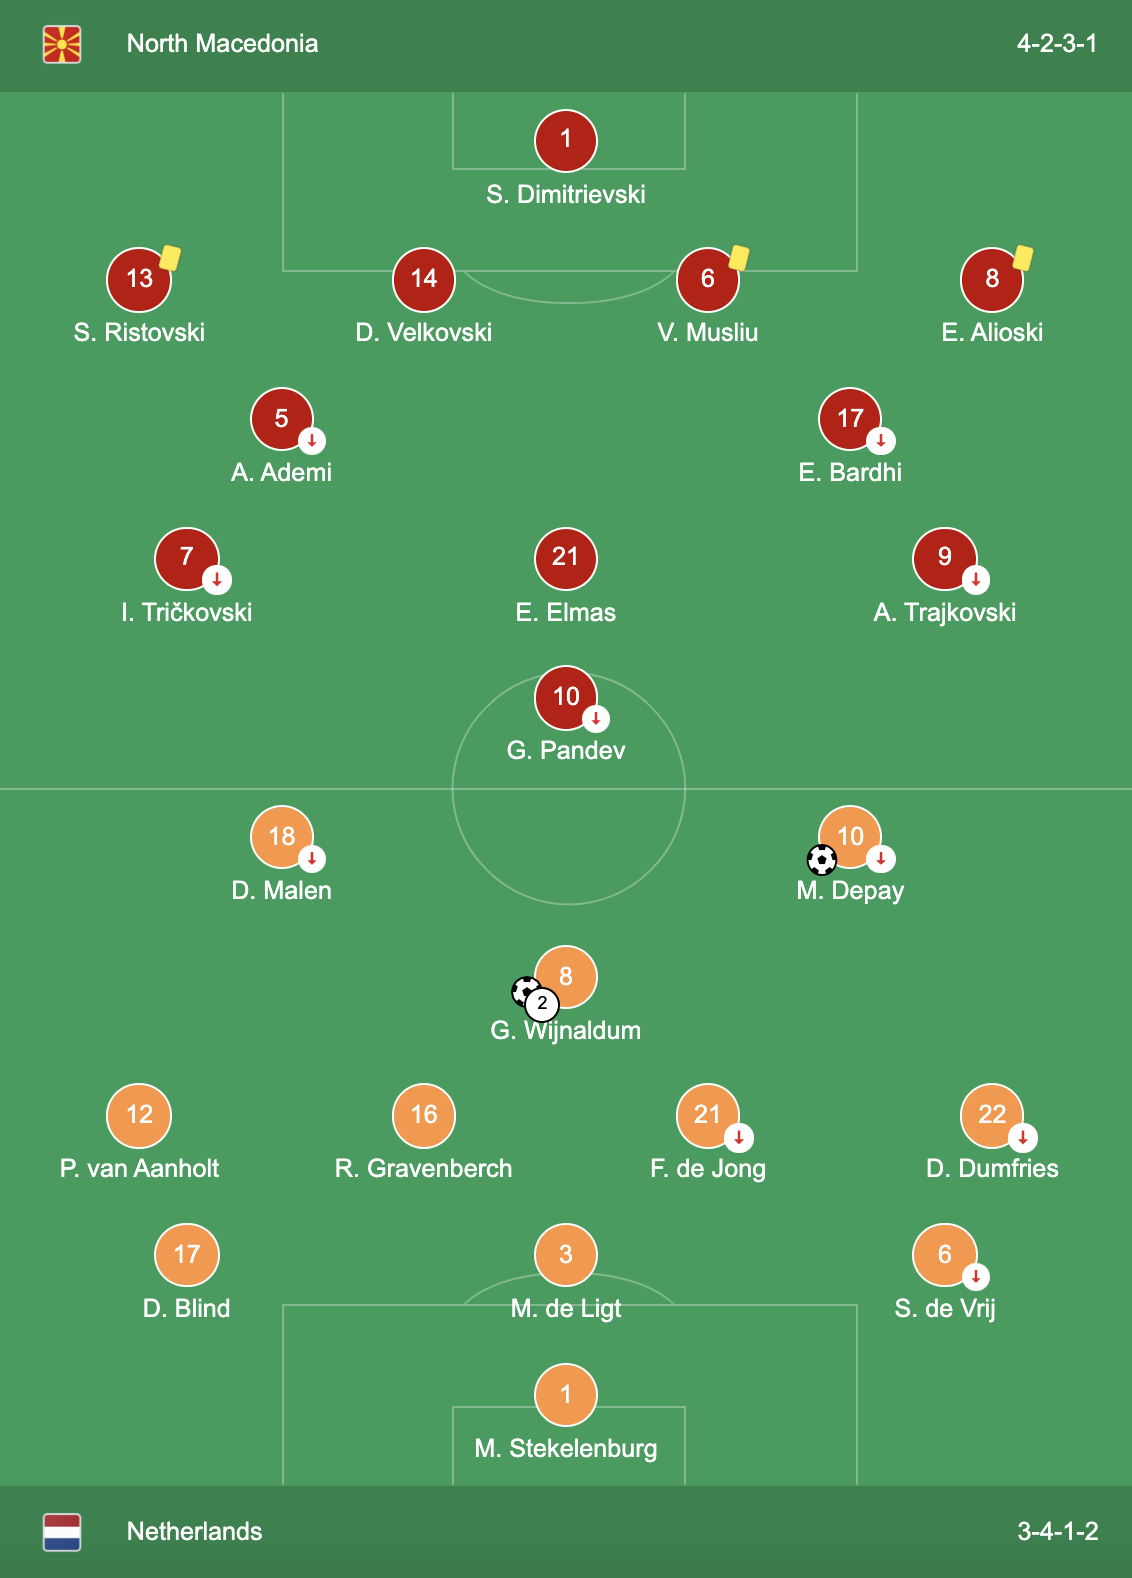 North Macedonia 4-2-3-1
1
S. Dimitrievski
13 14 6 8
S. Ristovski D. Velkovski V. Musliu E. Alioski
5 17
A. Ademi E. Bardhi
7 21 9
I. Tričkovski E. Elmas A. Trajkovski
10
G. Pandev
18 10
D. Malen M. Depay
8
2
G. Wijnaldum
12 16 21 22
P. van Aanholt R. Gravenberch F. de Jong D. Dumfries
17 3 6
D. Blind M. de Ligt S. de Vrij
1
M. Stekelenburg
Netherlands 3-4-1-2